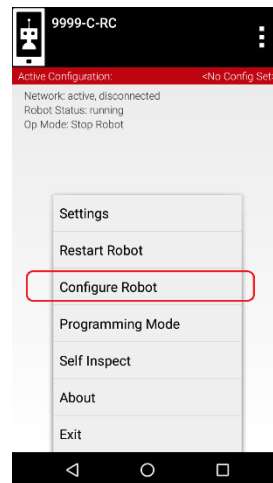 9999-C-RC
Active Configuration: <No Config Set>
Network: active, disconnected
Robot Status: running
Op Mode: Stop Robot
Settings
Restart Robot
Configure Robot
Programming Mode
Self Inspect
About
Exit